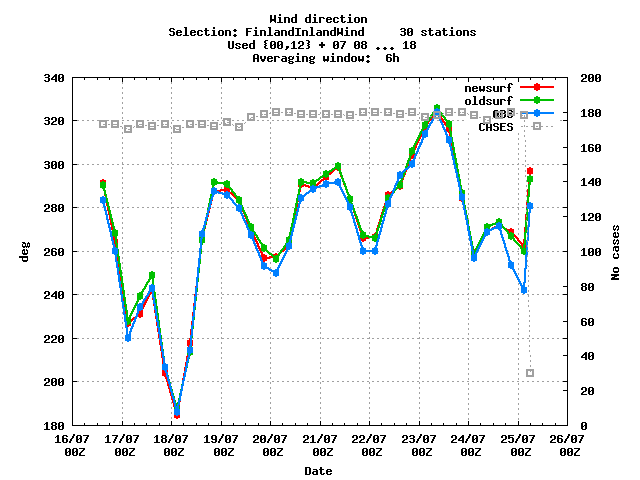 Wind direction
Selection: FinlandInlandWind 30 stations
Used {00,12} + 07 08 ... 18
Averaging window: 6h
newsurf
oldsurf
OBS
CASES
340
320
300
280
260
240
220
200
180
deg
200
180
160
140
120
100
80
60
40
20
0
No cases
16/07 17/07 18/07 19/07 20/07 21/07 22/07 23/07 24/07 25/07 26/07
00Z 00Z 00Z 00Z 00Z 00Z 00Z 00Z 00Z 00Z 00Z
Date